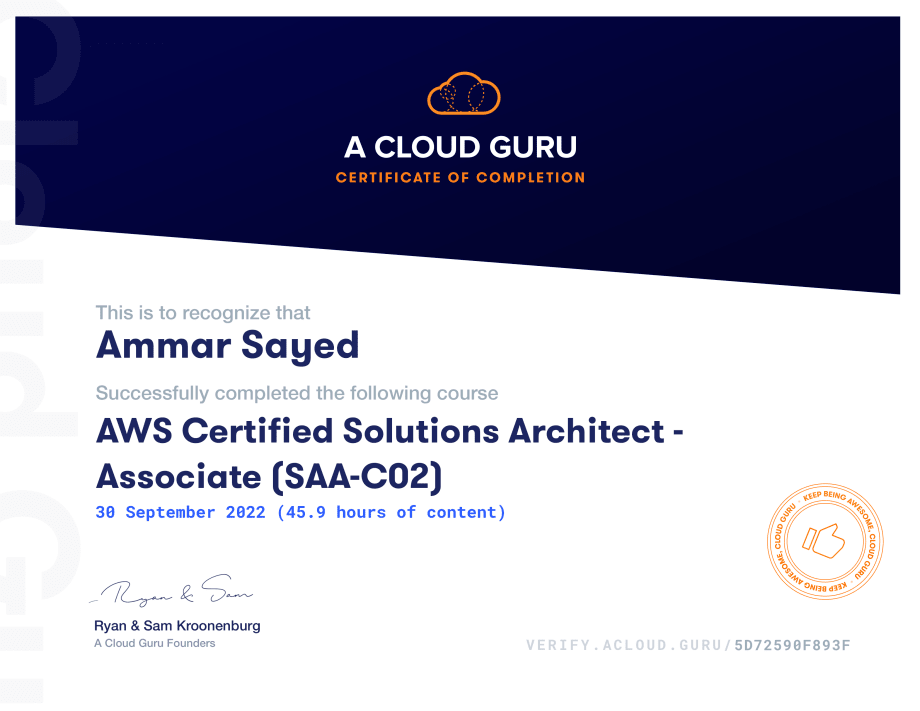 A CLOUD GURU
CERTIFICATE OF COMPLETION
This is to recognize that
Ammar Sayed
Successfully completed the following course
AWS Certified Solutions Architect -
Associate (SAA-C02)
30 September 2022 (45.9 hours of content)
KEEP BEING AWESOME, CLOUD GURU · KEEP BEING AWESOME, CLOUD GURU ·
Ryan & Sam
Ryan & Sam Kroonenburg
A Cloud Guru Founders
VERIFY.ACLOUD.GURU/5D72590F893F
Cloud Gu